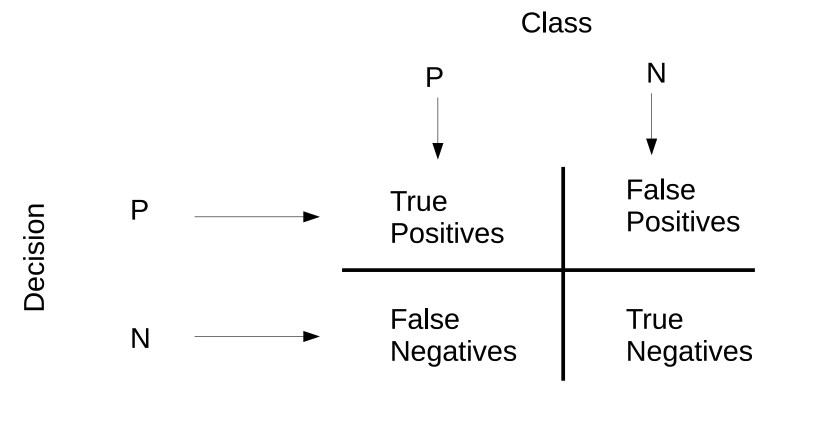 Class
P
N
Decision
P
True
Positives
False
Positives
N
False
Negatives
True
Negatives